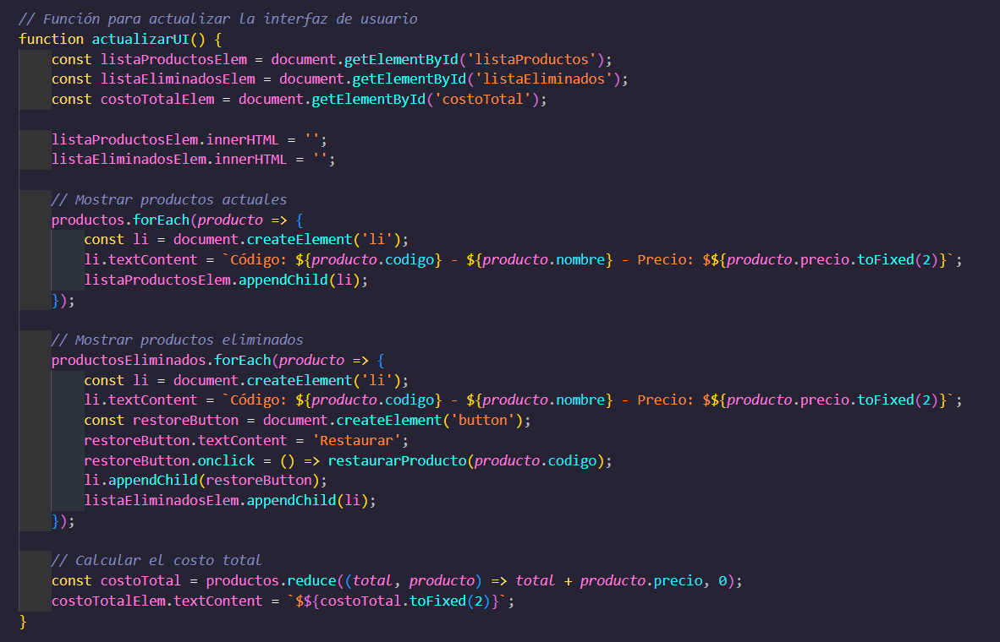 // Función para actualizar la interfaz de usuario
function actualizarUI() {
    const listaProductosElem = document.getElementById('listaProductos');
    const listaEliminadosElem = document.getElementById('listaEliminados');
    const costoTotalElem = document.getElementById('costoTotal');

    listaProductosElem.innerHTML = '';
    listaEliminadosElem.innerHTML = '';

    // Mostrar productos actuales
    productos.forEach(producto => {
        const li = document.createElement('li');
        li.textContent = `Código: ${producto.codigo} - ${producto.nombre} - Precio: $${producto.precio.toFixed(2)}`;
        listaProductosElem.appendChild(li);
    });

    // Mostrar productos eliminados
    productosEliminados.forEach(producto => {
        const li = document.createElement('li');
        li.textContent = `Código: ${producto.codigo} - ${producto.nombre} - Precio: $${producto.precio.toFixed(2)}`;
        const restoreButton = document.createElement('button');
        restoreButton.textContent = 'Restaurar';
        restoreButton.onclick = () => restaurarProducto(producto.codigo);
        li.appendChild(restoreButton);
        listaEliminadosElem.appendChild(li);
    });

    // Calcular el costo total
    const costoTotal = productos.reduce((total, producto) => total + producto.precio, 0);
    costoTotalElem.textContent = `$${costoTotal.toFixed(2)}`;
}